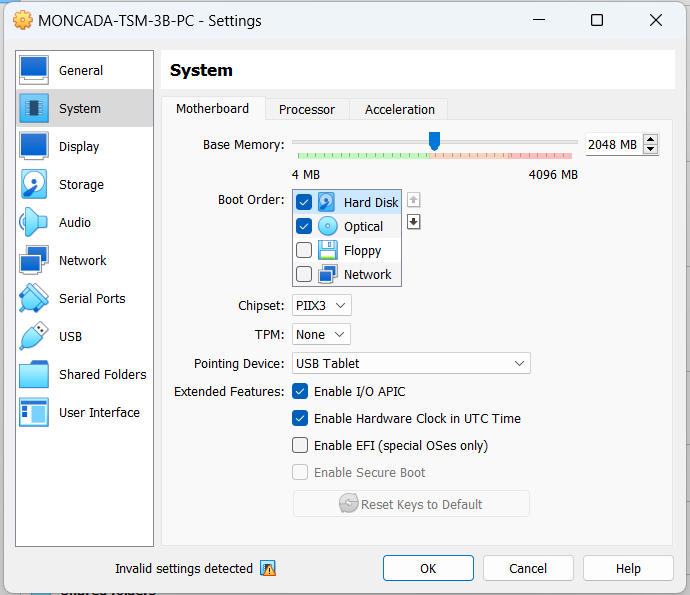 MONCADA-TSM-3B-PC - Settings
General
System
Display
Storage
Audio
Network
Serial Ports
USB
Shared Folders
User Interface
System
Motherboard Processor Acceleration
Base Memory: 2048 MB
4 MB 4096 MB
Boot Order: Hard Disk
Optical
Floppy
Network
Chipset: PIIX3
TPM: None
Pointing Device: USB Tablet
Extended Features: Enable I/O APIC
Enable Hardware Clock in UTC Time
Enable EFI (special OSes only)
Enable Secure Boot
Reset Keys to Default
Invalid settings detected OK Cancel Help
Shared folders